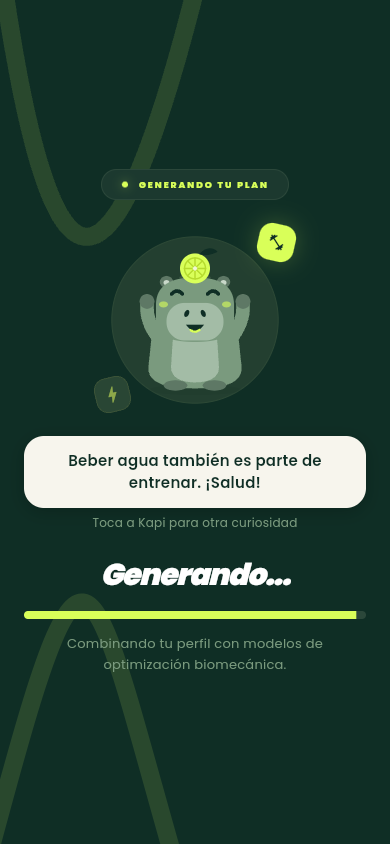 GENERANDO TU PLAN
Beber agua también es parte de
entrenar. ¡Salud!
Toca a Kapi para otra curiosidad
Generando...
Combinando tu perfil con modelos de
optimización biomecánica.